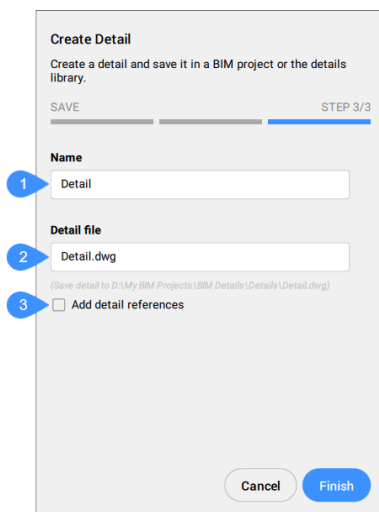 Create Detail
Create a detail and save it in a BIM project or the details
library.
SAVE STEP 3/3
Name
1 Detail
Detail file
2 Detail.dwg
(Save detail to D:\My BIM Projects\BIM Details\Details\Detail.dwg)
3 Add detail references
Cancel Finish